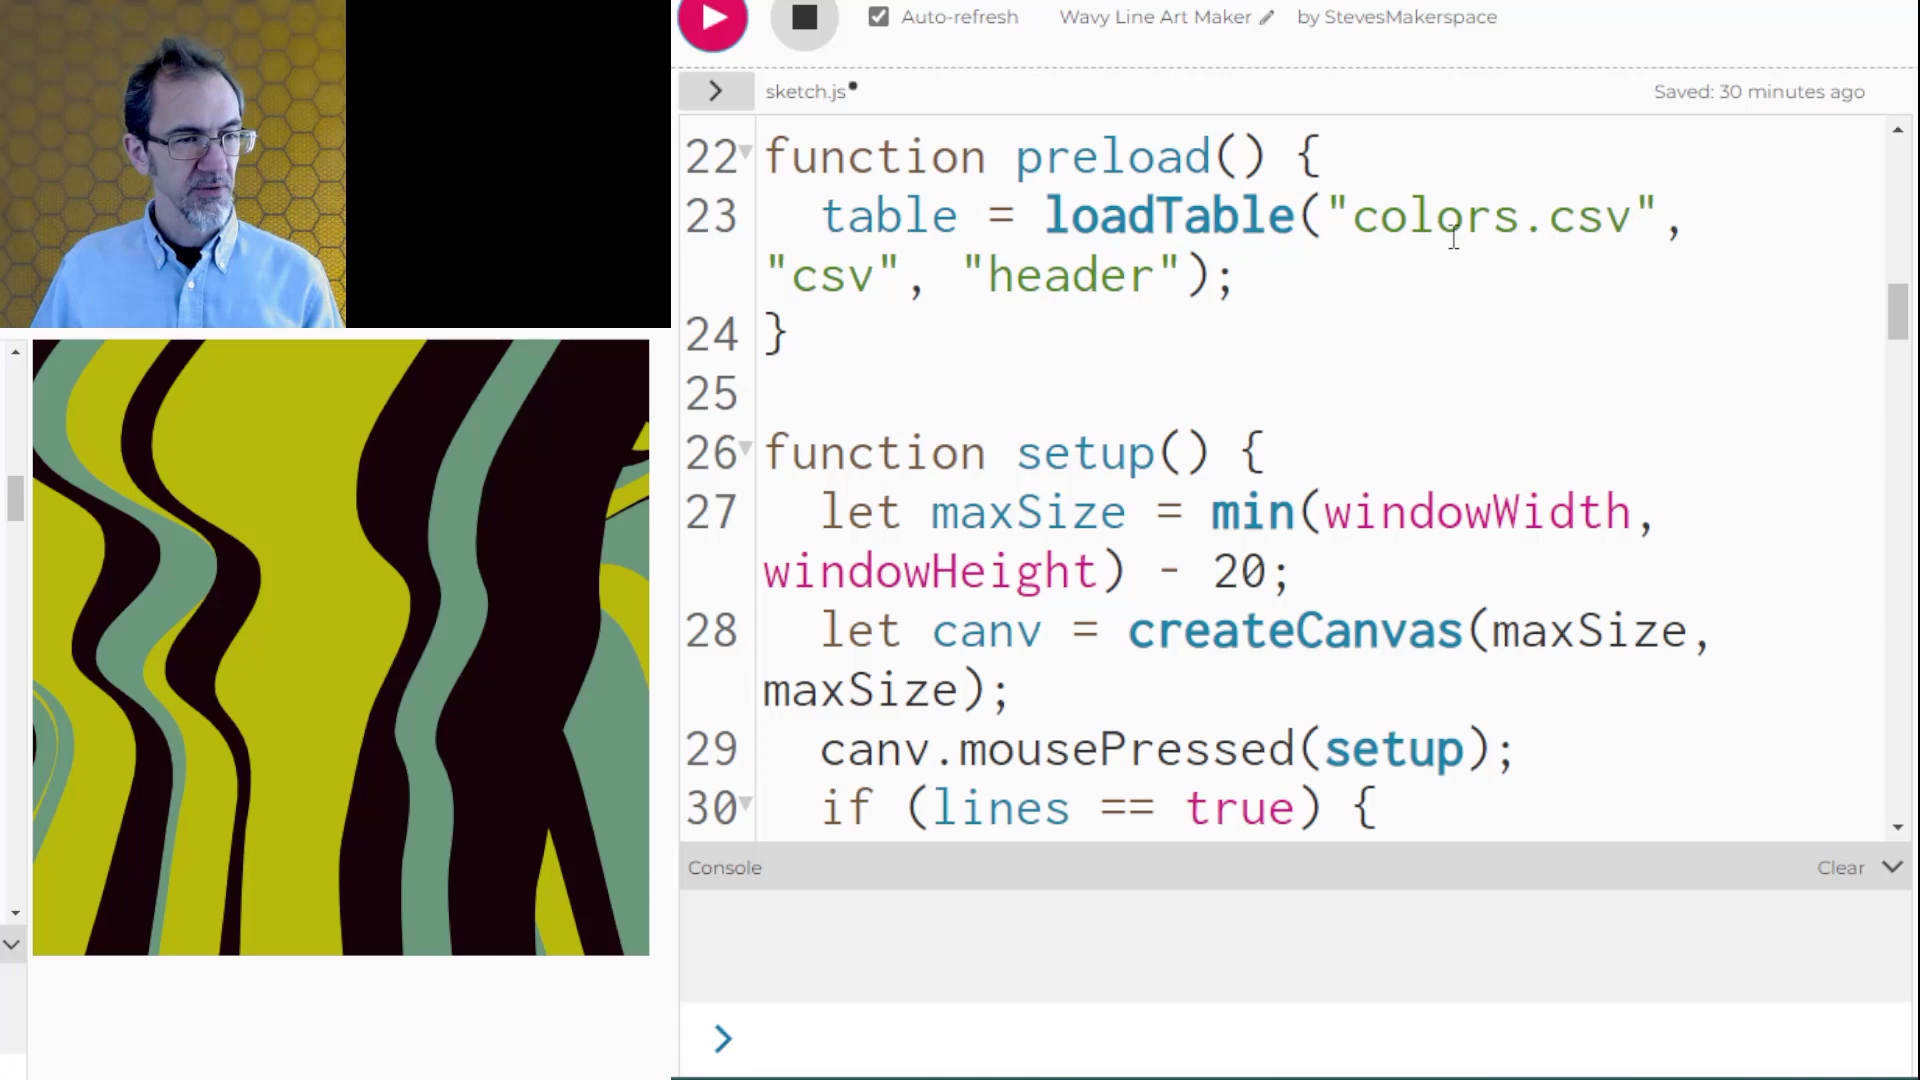 Auto-refresh Wavy Line Art Maker by StevesMakerspace
sketch.js Saved: 30 minutes ago
22 function preload() {
23 table = loadTable("colors.csv",
"csv", "header");
24 }
25
26 function setup() {
27 let maxSize = min(windowWidth,
windowHeight) - 20;
28 let canv = createCanvas(maxSize,
maxSize);
29 canv.mousePressed(setup);
30 if (lines == true) {
Console Clear